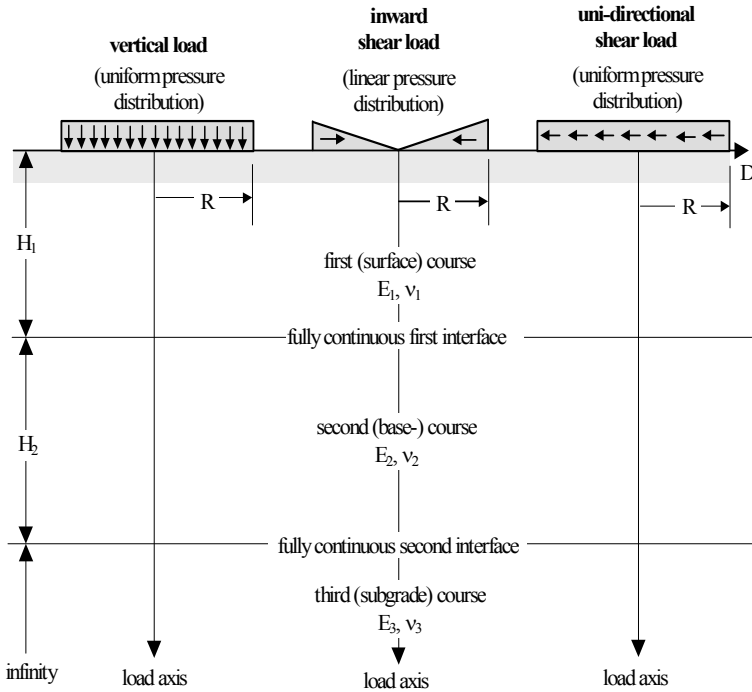 inward
vertical load
shear load
uni-directional
shear load
(uniform pressure
distribution)
(linear pressure
distribution)
(uniform pressure
distribution)
D
R
R
R
H1
first (surface) course
E1, ν1
fully continuous first interface
H2
second (base-) course
E2, ν2
fully continuous second interface
third (subgrade) course
E3, ν3
infinity
load axis
load axis
load axis